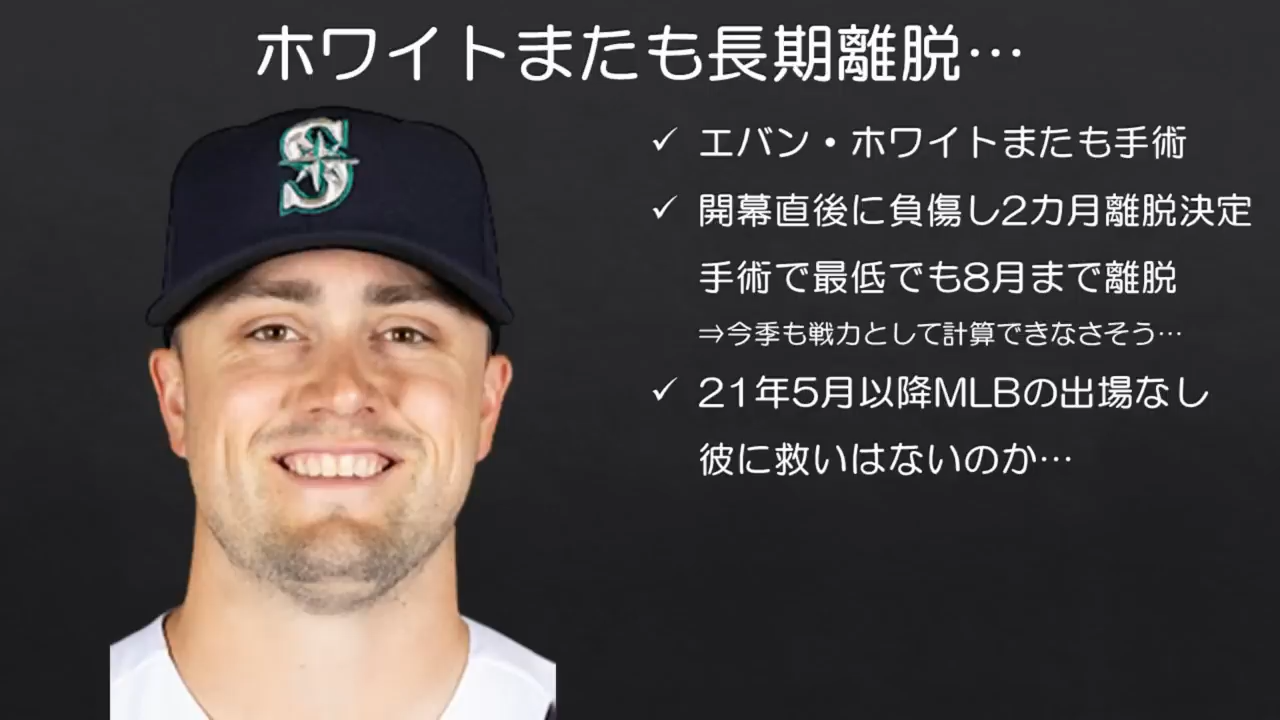 ホワイトまたも長期離脱…
✓ エバン・ホワイトまたも手術
✓ 開幕直後に負傷し2カ月離脱決定
手術で最低でも8月まで離脱
⇒今季も戦力として計算できなさそう…
✓ 21年5月以降MLBの出場なし
彼に救いはないのか…
S